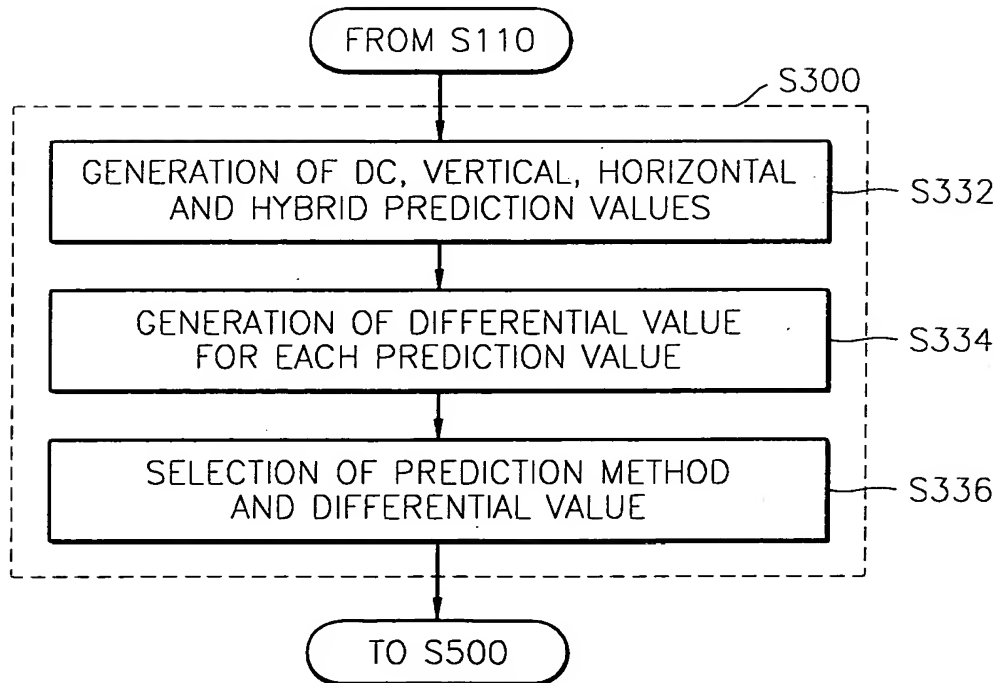 FROM S110
S300
GENERATION OF DC, VERTICAL, HORIZONTAL
AND HYBRID PREDICTION VALUES
S332
GENERATION OF DIFFERENTIAL VALUE
FOR EACH PREDICTION VALUE
S334
SELECTION OF PREDICTION METHOD
AND DIFFERENTIAL VALUE
S336
TO S500